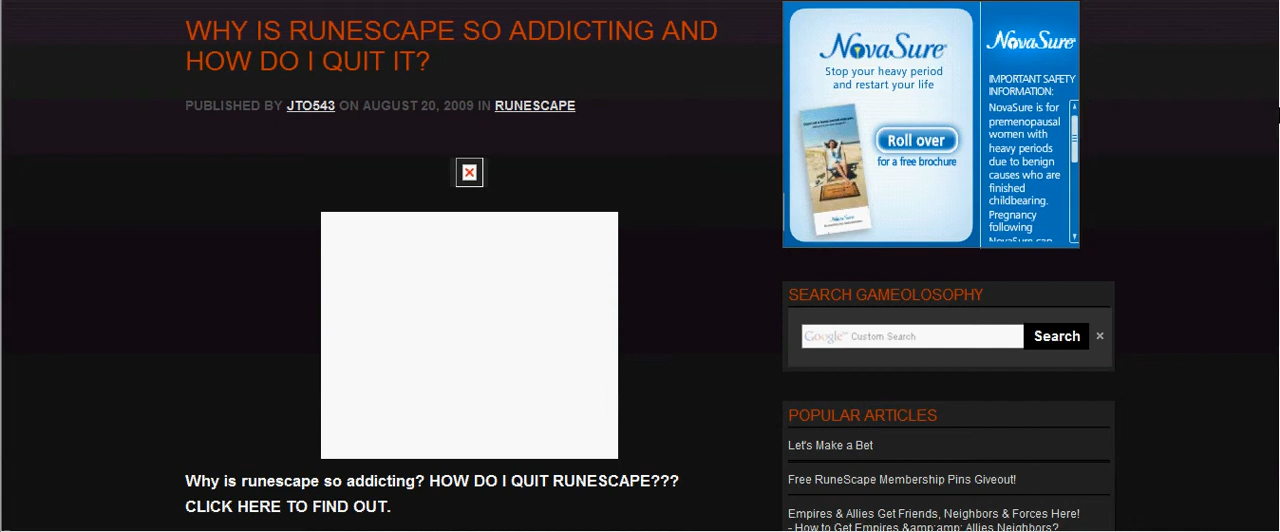 WHY IS RUNESCAPE SO ADDICTING AND
HOW DO I QUIT IT?
PUBLISHED BY JTO543 ON AUGUST 20, 2009 IN RUNESCAPE
Why is runescape so addicting? HOW DO I QUIT RUNESCAPE???
CLICK HERE TO FIND OUT.
NovaSure
Stop your heavy period
and restart your life
Roll over
for a free brochure
NovaSure
IMPORTANT SAFETY
INFORMATION:
NovaSure is for
premenopausal
women with
heavy periods
due to benign
causes who are
finished
childbearing.
Pregnancy
following
NovaSure can
SEARCH GAMEOLOSOPHY
Google™ Custom Search
Search ×
POPULAR ARTICLES
Let's Make a Bet
Free RuneScape Membership Pins Giveout!
Empires & Allies Get Friends, Neighbors & Forces Here!
- How to Get Empires &amp;amp; Allies Neighbors?